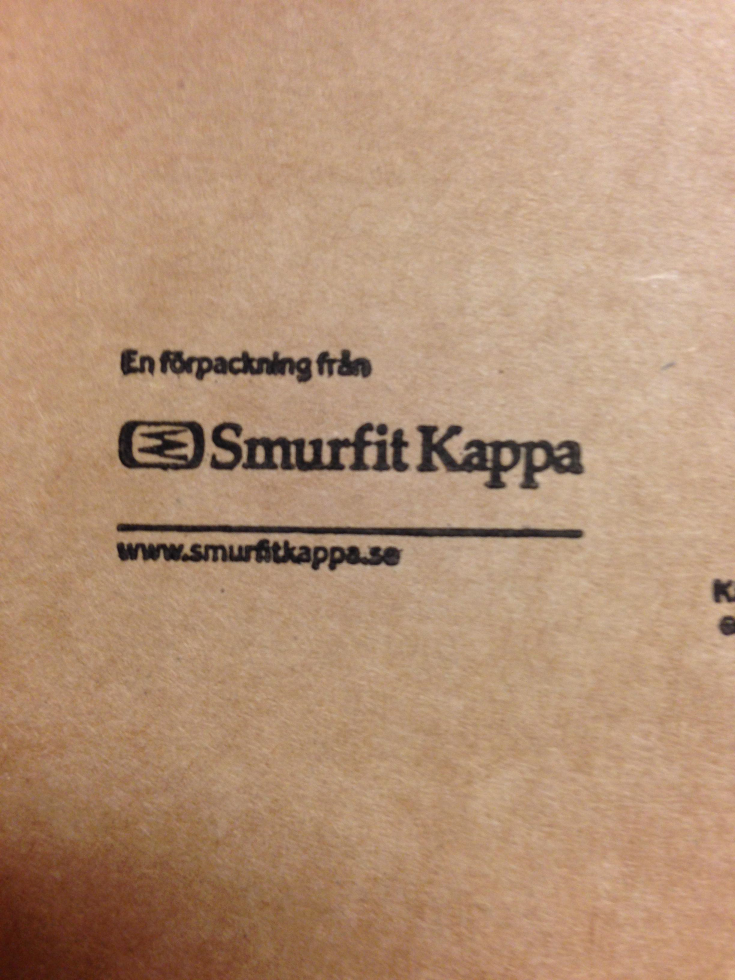 En förpackning från
Smurfit Kappa
www.smurfitkappa.se